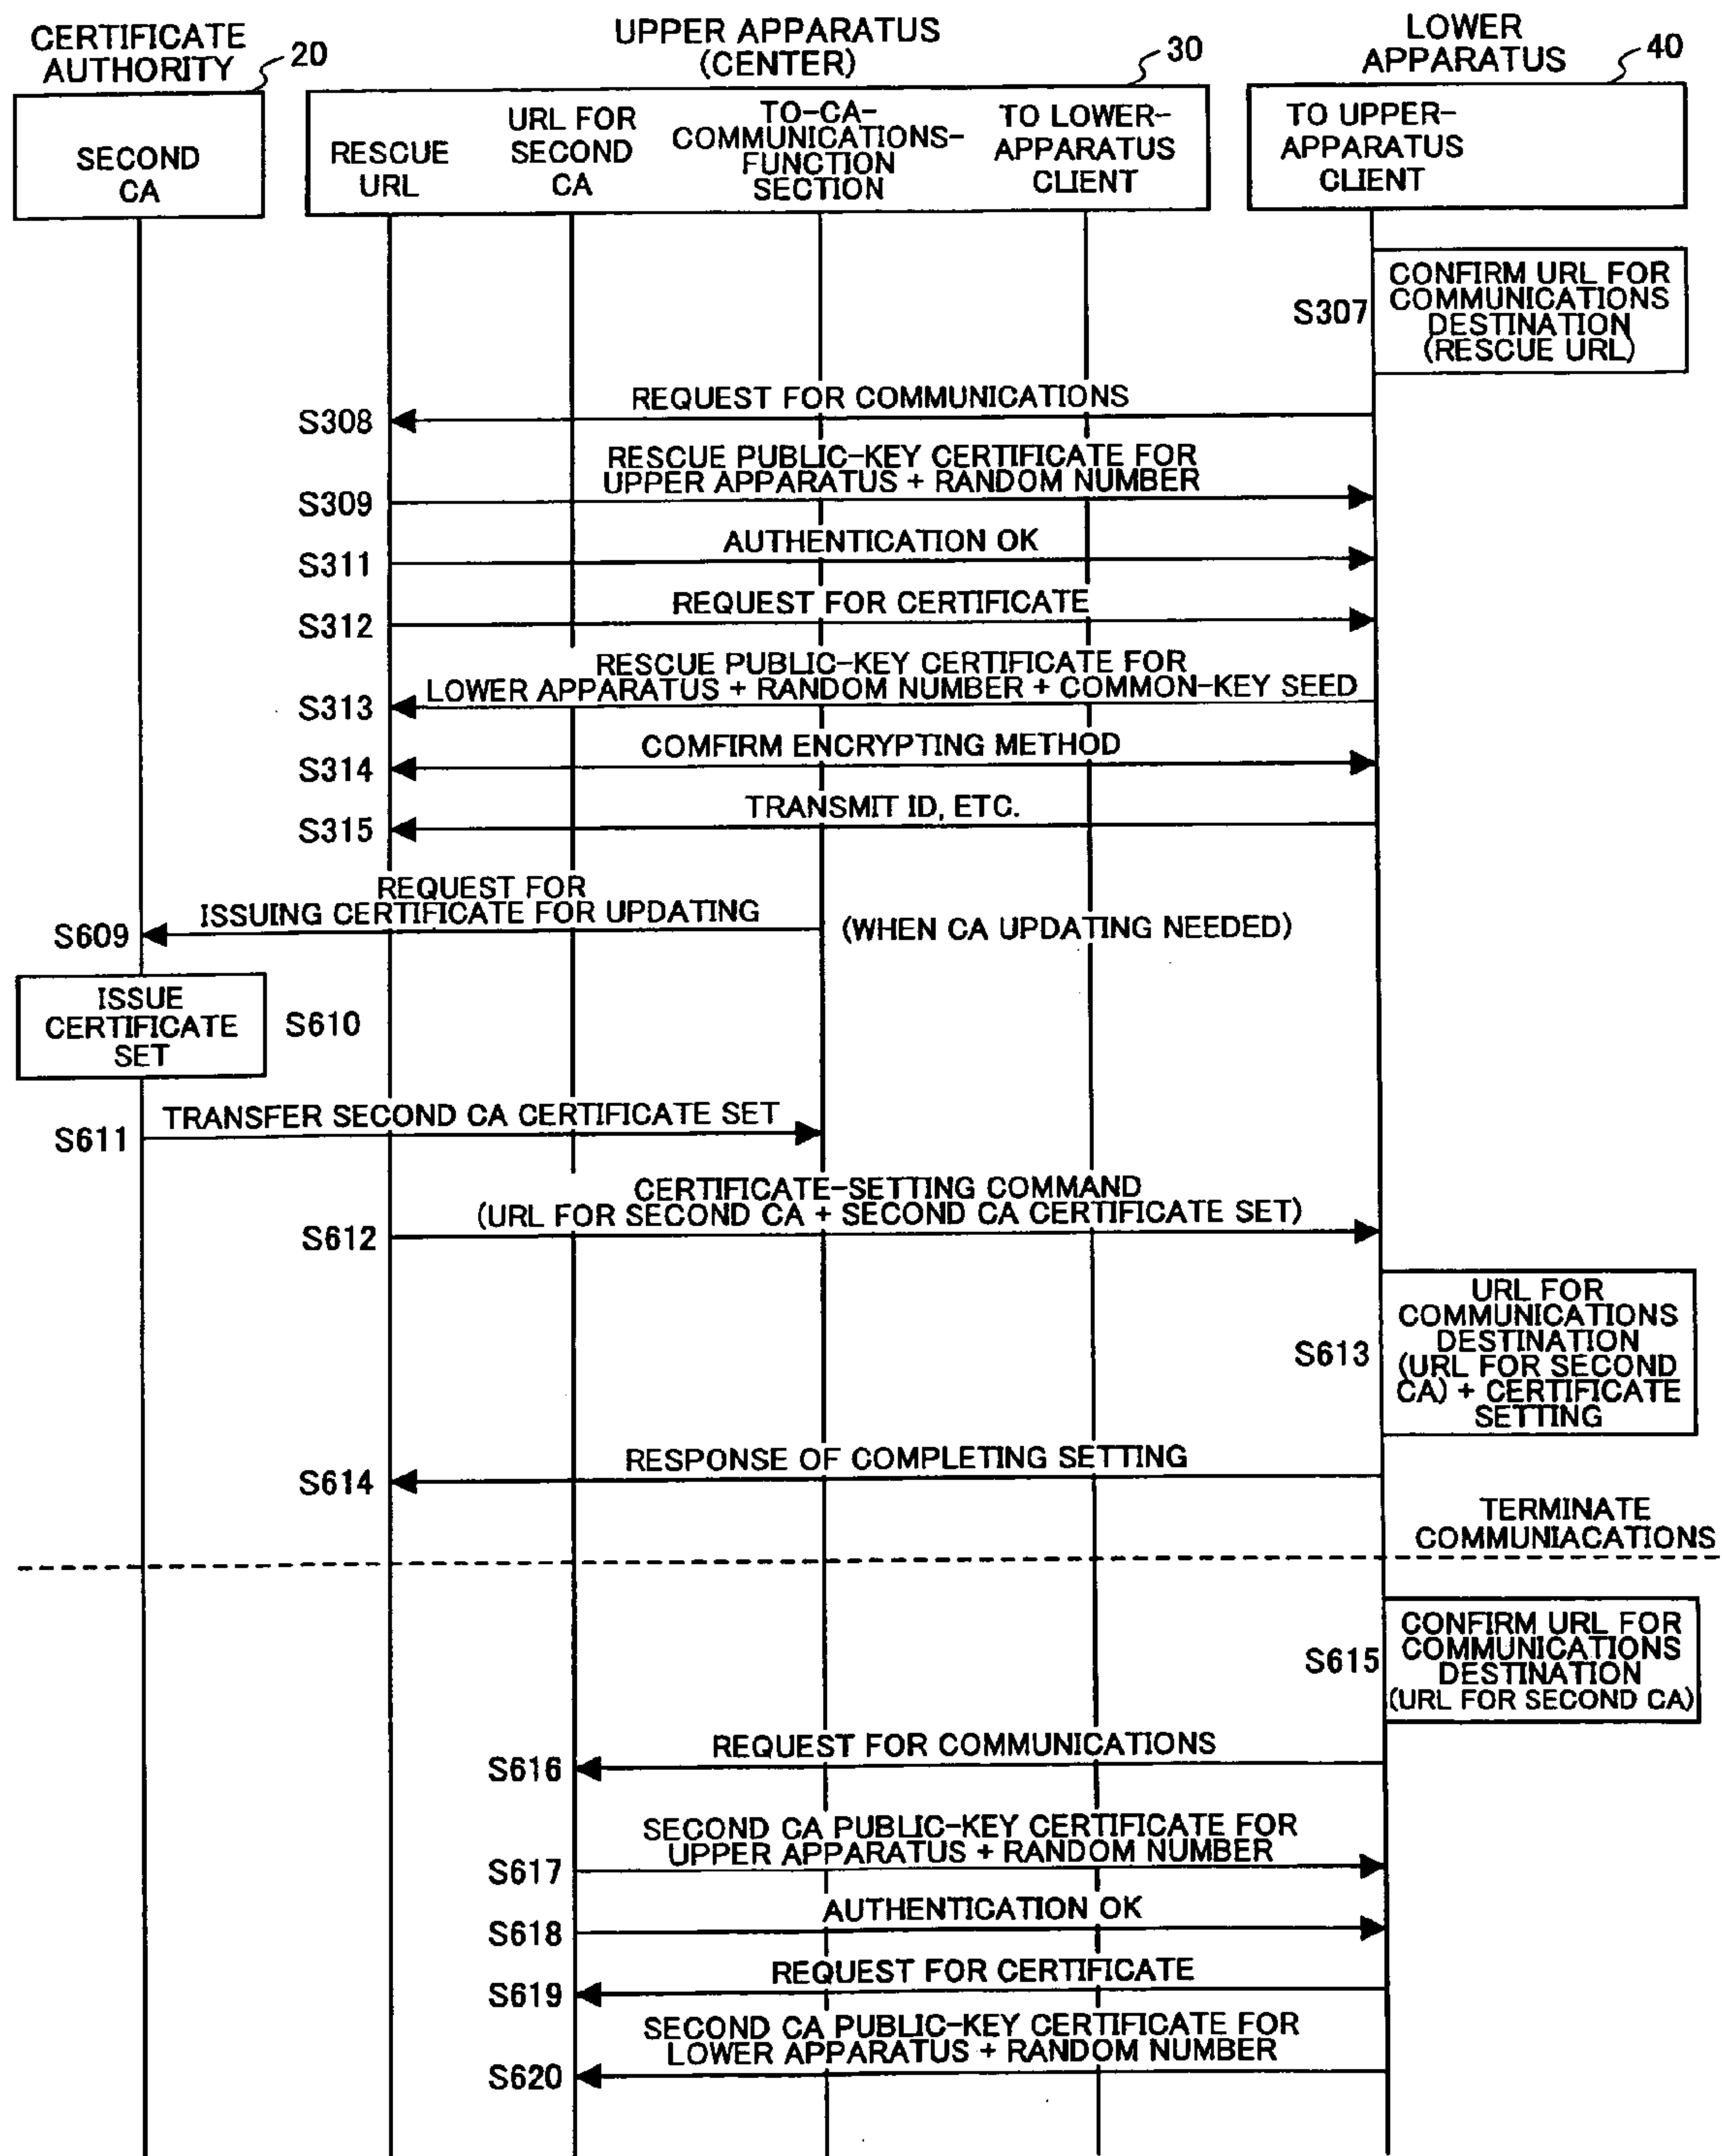 CERTIFICATE
AUTHORITY
20
UPPER APPARATUS
(CENTER)
30
LOWER
APPARATUS
40
SECOND
CA
RESCUE
URL
URL FOR
SECOND
CA
TO-CA-
COMMUNICATIONS-
FUNCTION
SECTION
TO LOWER-
APPARATUS
CLIENT
TO UPPER-
APPARATUS
CLIENT
S307
CONFIRM URL FOR
COMMUNICATIONS
DESTINATION
(RESCUE URL)
REQUEST FOR COMMUNICATIONS
S308
RESCUE PUBLIC-KEY CERTIFICATE FOR
UPPER APPARATUS + RANDOM NUMBER
S309
AUTHENTICATION OK
S311
REQUEST FOR CERTIFICATE
S312
RESCUE PUBLIC-KEY CERTIFICATE FOR
LOWER APPARATUS + RANDOM NUMBER + COMMON-KEY SEED
S313
COMFIRM ENCRYPTING METHOD
S314
TRANSMIT ID, ETC.
S315
REQUEST FOR
ISSUING CERTIFICATE FOR UPDATING
S609
(WHEN CA UPDATING NEEDED)
ISSUE
CERTIFICATE
SET
S610
TRANSFER SECOND CA CERTIFICATE SET
S611
CERTIFICATE-SETTING COMMAND
(URL FOR SECOND CA + SECOND CA CERTIFICATE SET)
S612
S613
URL FOR
COMMUNICATIONS
DESTINATION
(URL FOR SECOND
CA) + CERTIFICATE
SETTING
RESPONSE OF COMPLETING SETTING
S614
TERMINATE
COMMUNIACATIONS
S615
CONFIRM URL FOR
COMMUNICATIONS
DESTINATION
(URL FOR SECOND CA)
REQUEST FOR COMMUNICATIONS
S616
SECOND CA PUBLIC-KEY CERTIFICATE FOR
UPPER APPARATUS + RANDOM NUMBER
S617
AUTHENTICATION OK
S618
REQUEST FOR CERTIFICATE
S619
SECOND CA PUBLIC-KEY CERTIFICATE FOR
LOWER APPARATUS + RANDOM NUMBER
S620